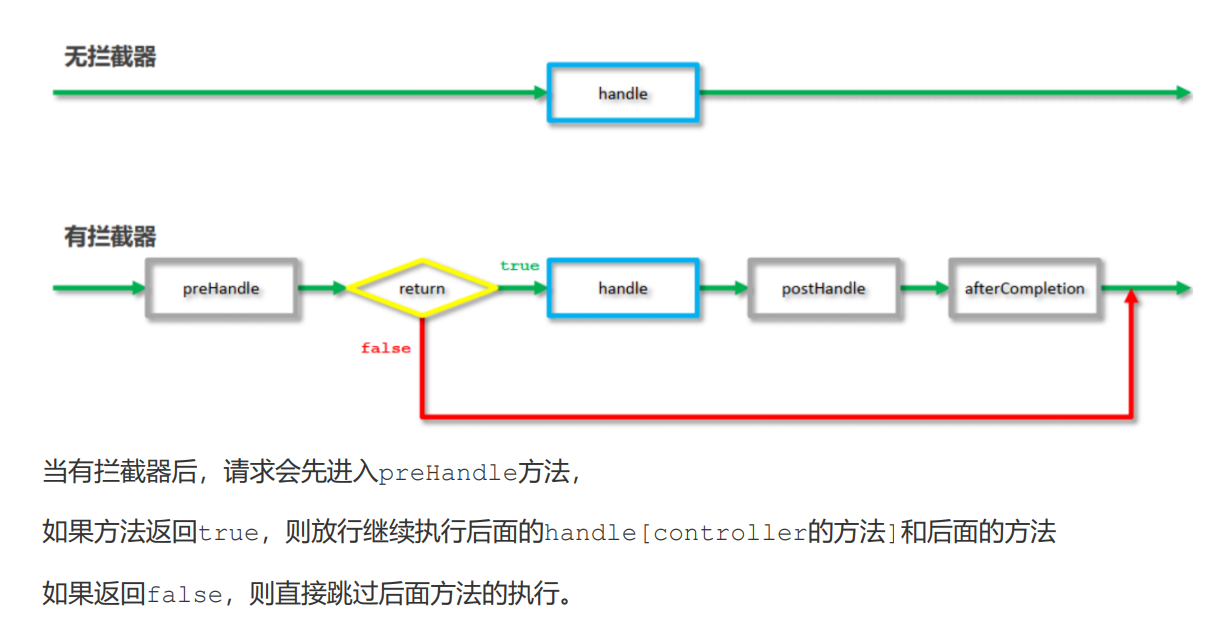 无拦截器
handle
有拦截器
preHandle
return
true
handle
postHandle
afterCompletion
false
当有拦截器后，请求会先进入preHandle方法，
如果方法返回true，则放行继续执行后面的handle[controller的方法]和后面的方法
如果返回false，则直接跳过后面方法的执行。